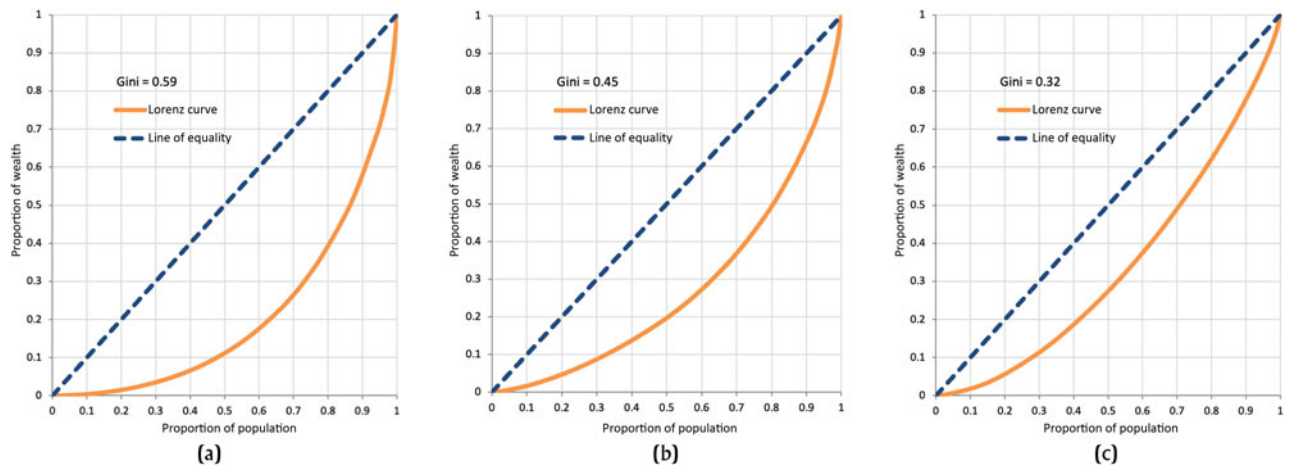 1
0.9
0.8
0.7
0.6
0.5
0.4
0.3
0.2
0.1
0
Proportion of wealth
Gini = 0.59
Lorenz curve
Line of equality
0 0.1 0.2 0.3 0.4 0.5 0.6 0.7 0.8 0.9 1
Proportion of population
(a)
1
0.9
0.8
0.7
0.6
0.5
0.4
0.3
0.2
0.1
0
Proportion of wealth
Gini = 0.45
Lorenz curve
Line of equality
0 0.1 0.2 0.3 0.4 0.5 0.6 0.7 0.8 0.9 1
Proportion of population
(b)
1
0.9
0.8
0.7
0.6
0.5
0.4
0.3
0.2
0.1
0
Proportion of wealth
Gini = 0.32
Lorenz curve
Line of equality
0 0.1 0.2 0.3 0.4 0.5 0.6 0.7 0.8 0.9 1
Proportion of population
(c)